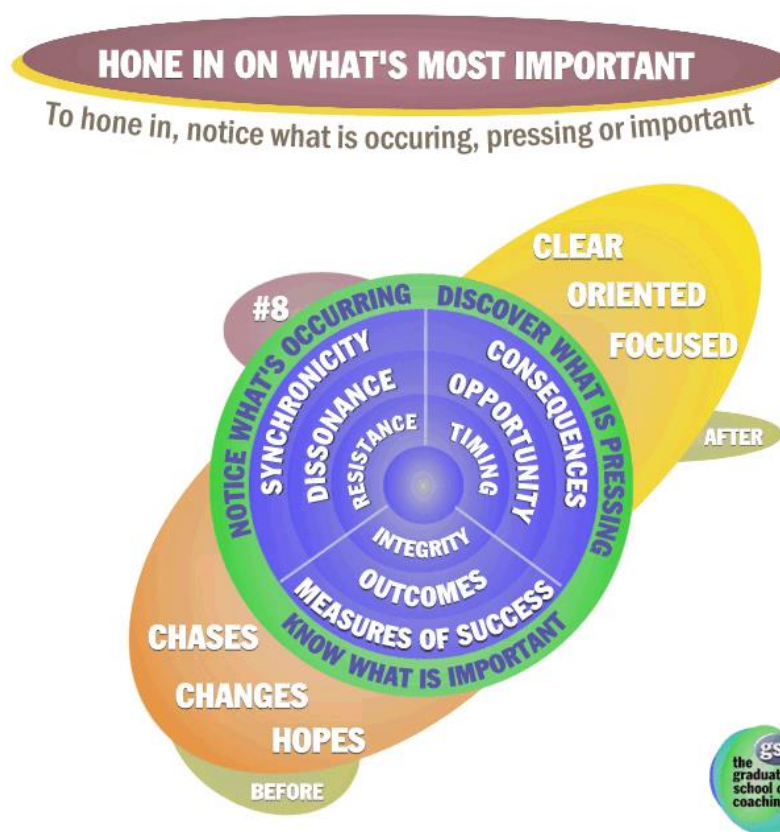 HONE IN ON WHAT'S MOST IMPORTANT
To hone in, notice what is occuring, pressing or important
CLEAR
ORIENTED
FOCUSED
#8
NOTICE WHAT'S OCCURRING
DISCOVER WHAT IS PRESSING
SYNCHRONICITY
DISSONANCE
RESISTANCE
CONSEQUENCES
OPPORTUNITY
TIMING
AFTER
INTEGRITY
OUTCOMES
MEASURES OF SUCCESS
KNOW WHAT IS IMPORTANT
CHASES
CHANGES
HOPES
BEFORE
the
school
coachin